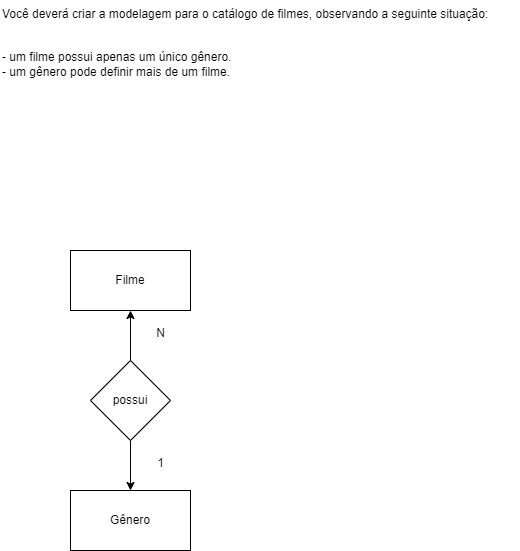 Você deverá criar a modelagem para o catálogo de filmes, observando a seguinte situação:
- um filme possui apenas um único gênero.
- um gênero pode definir mais de um filme.
Filme
N
possui
1
Gênero